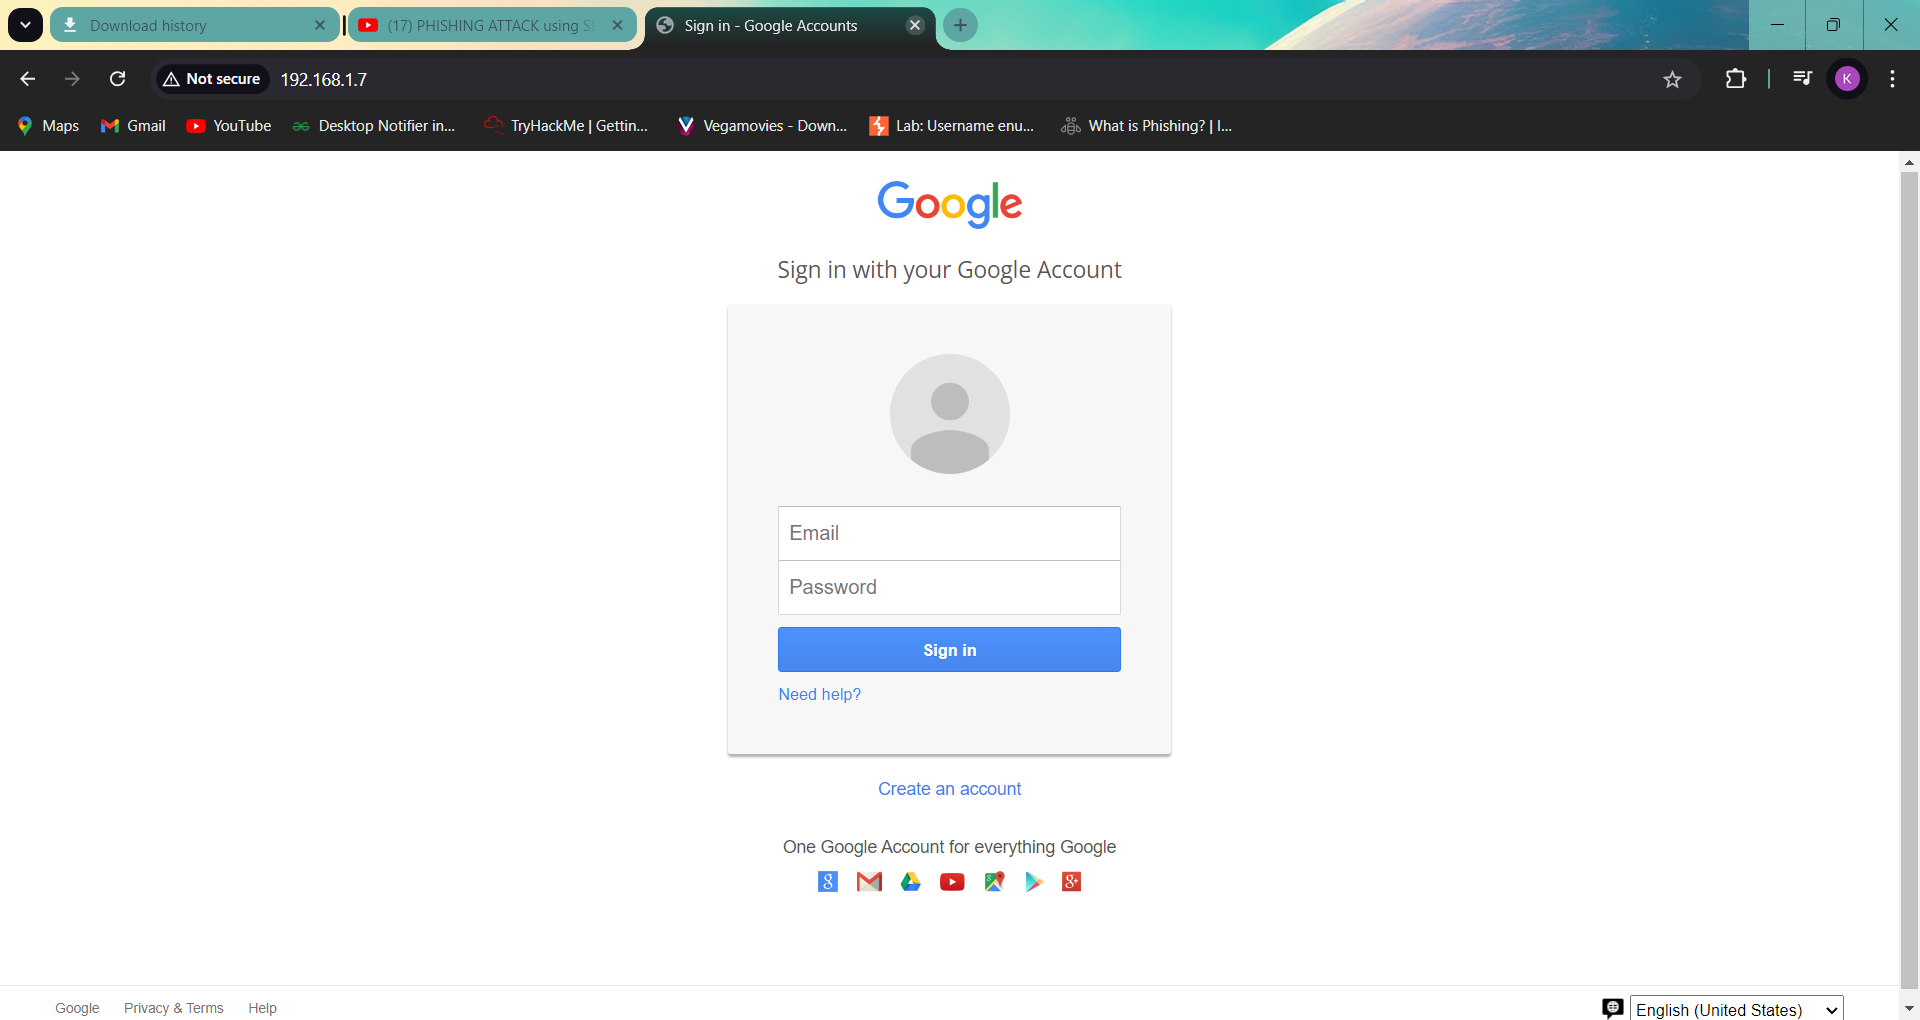 Download history
(17) PHISHING ATTACK using SE
Sign in - Google Accounts
Not secure
192.168.1.7
K
Maps
Gmail
YouTube
Desktop Notifier in...
TryHackMe | Gettin...
Vegamovies - Down...
Lab: Username enu...
What is Phishing? | I...
Google
Sign in with your Google Account
Email
Password
Sign in
Need help?
Create an account
One Google Account for everything Google
Google Privacy & Terms Help
English (United States)